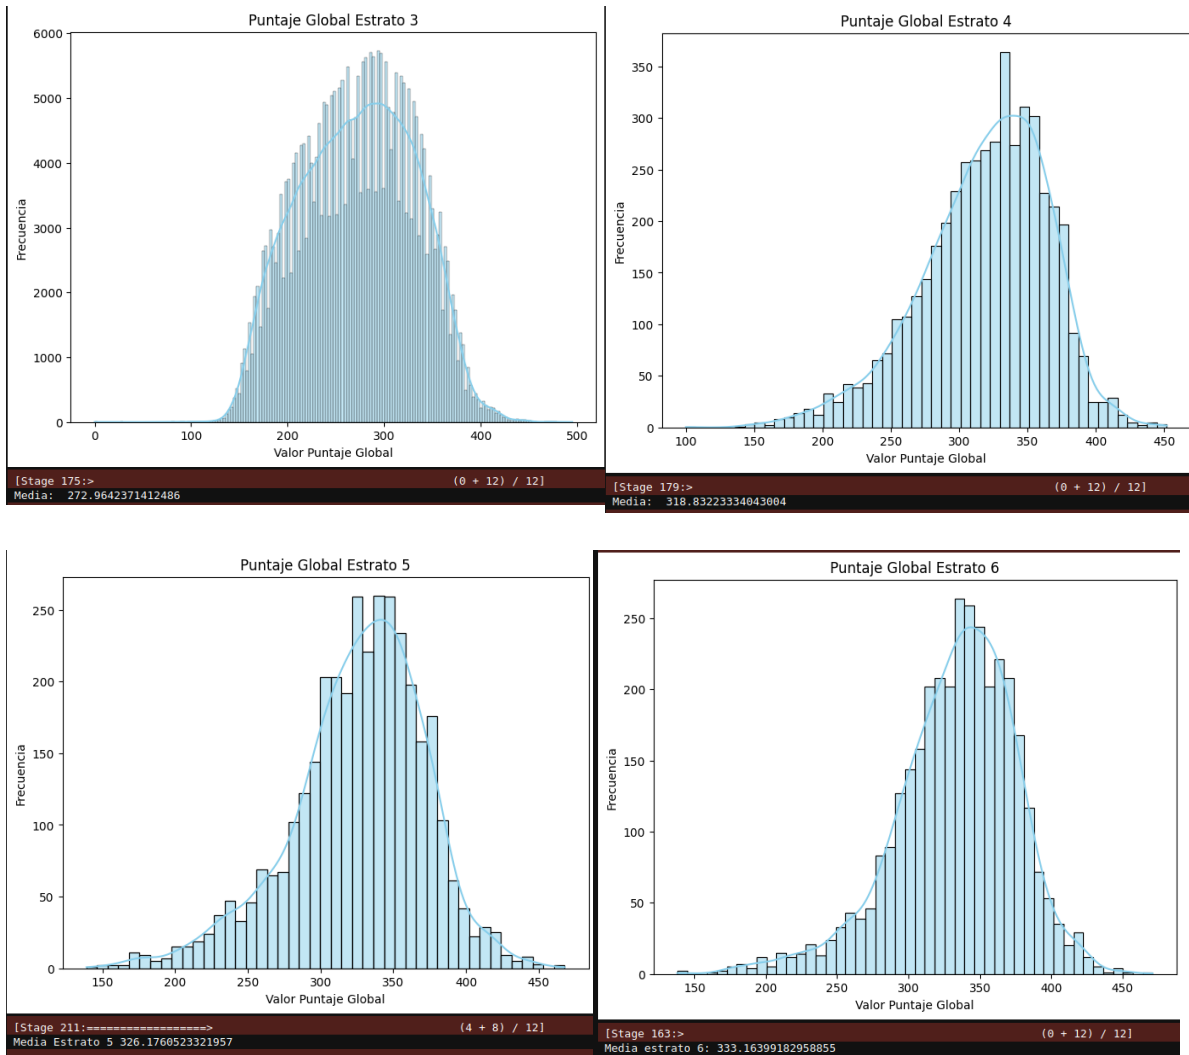 Puntaje Global Estrato 3
6000
5000
4000
3000
2000
1000
0
Frecuencia
0 100 200 300 400 500
Valor Puntaje Global
[Stage 175:> (0 + 12) / 12]
Media: 272.9642371412486
Puntaje Global Estrato 4
350
300
250
200
150
100
50
0
Frecuencia
100 150 200 250 300 350 400 450
Valor Puntaje Global
[Stage 179:> (0 + 12) / 12]
Media: 318.83223334043004
Puntaje Global Estrato 5
250
200
150
100
50
0
Frecuencia
150 200 250 300 350 400 450
Valor Puntaje Global
[Stage 211:==================> (4 + 8) / 12]
Media Estrato 5 326.1760523321957
Puntaje Global Estrato 6
250
200
150
100
50
0
Frecuencia
150 200 250 300 350 400 450
Valor Puntaje Global
[Stage 163:> (0 + 12) / 12]
Media estrato 6: 333.16399182958855